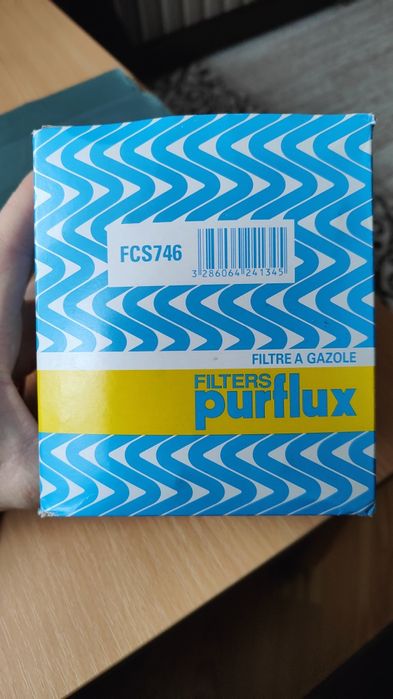 FCS746
3 286064 241345
FILTRE A GAZOLE
FILTERS
purflux